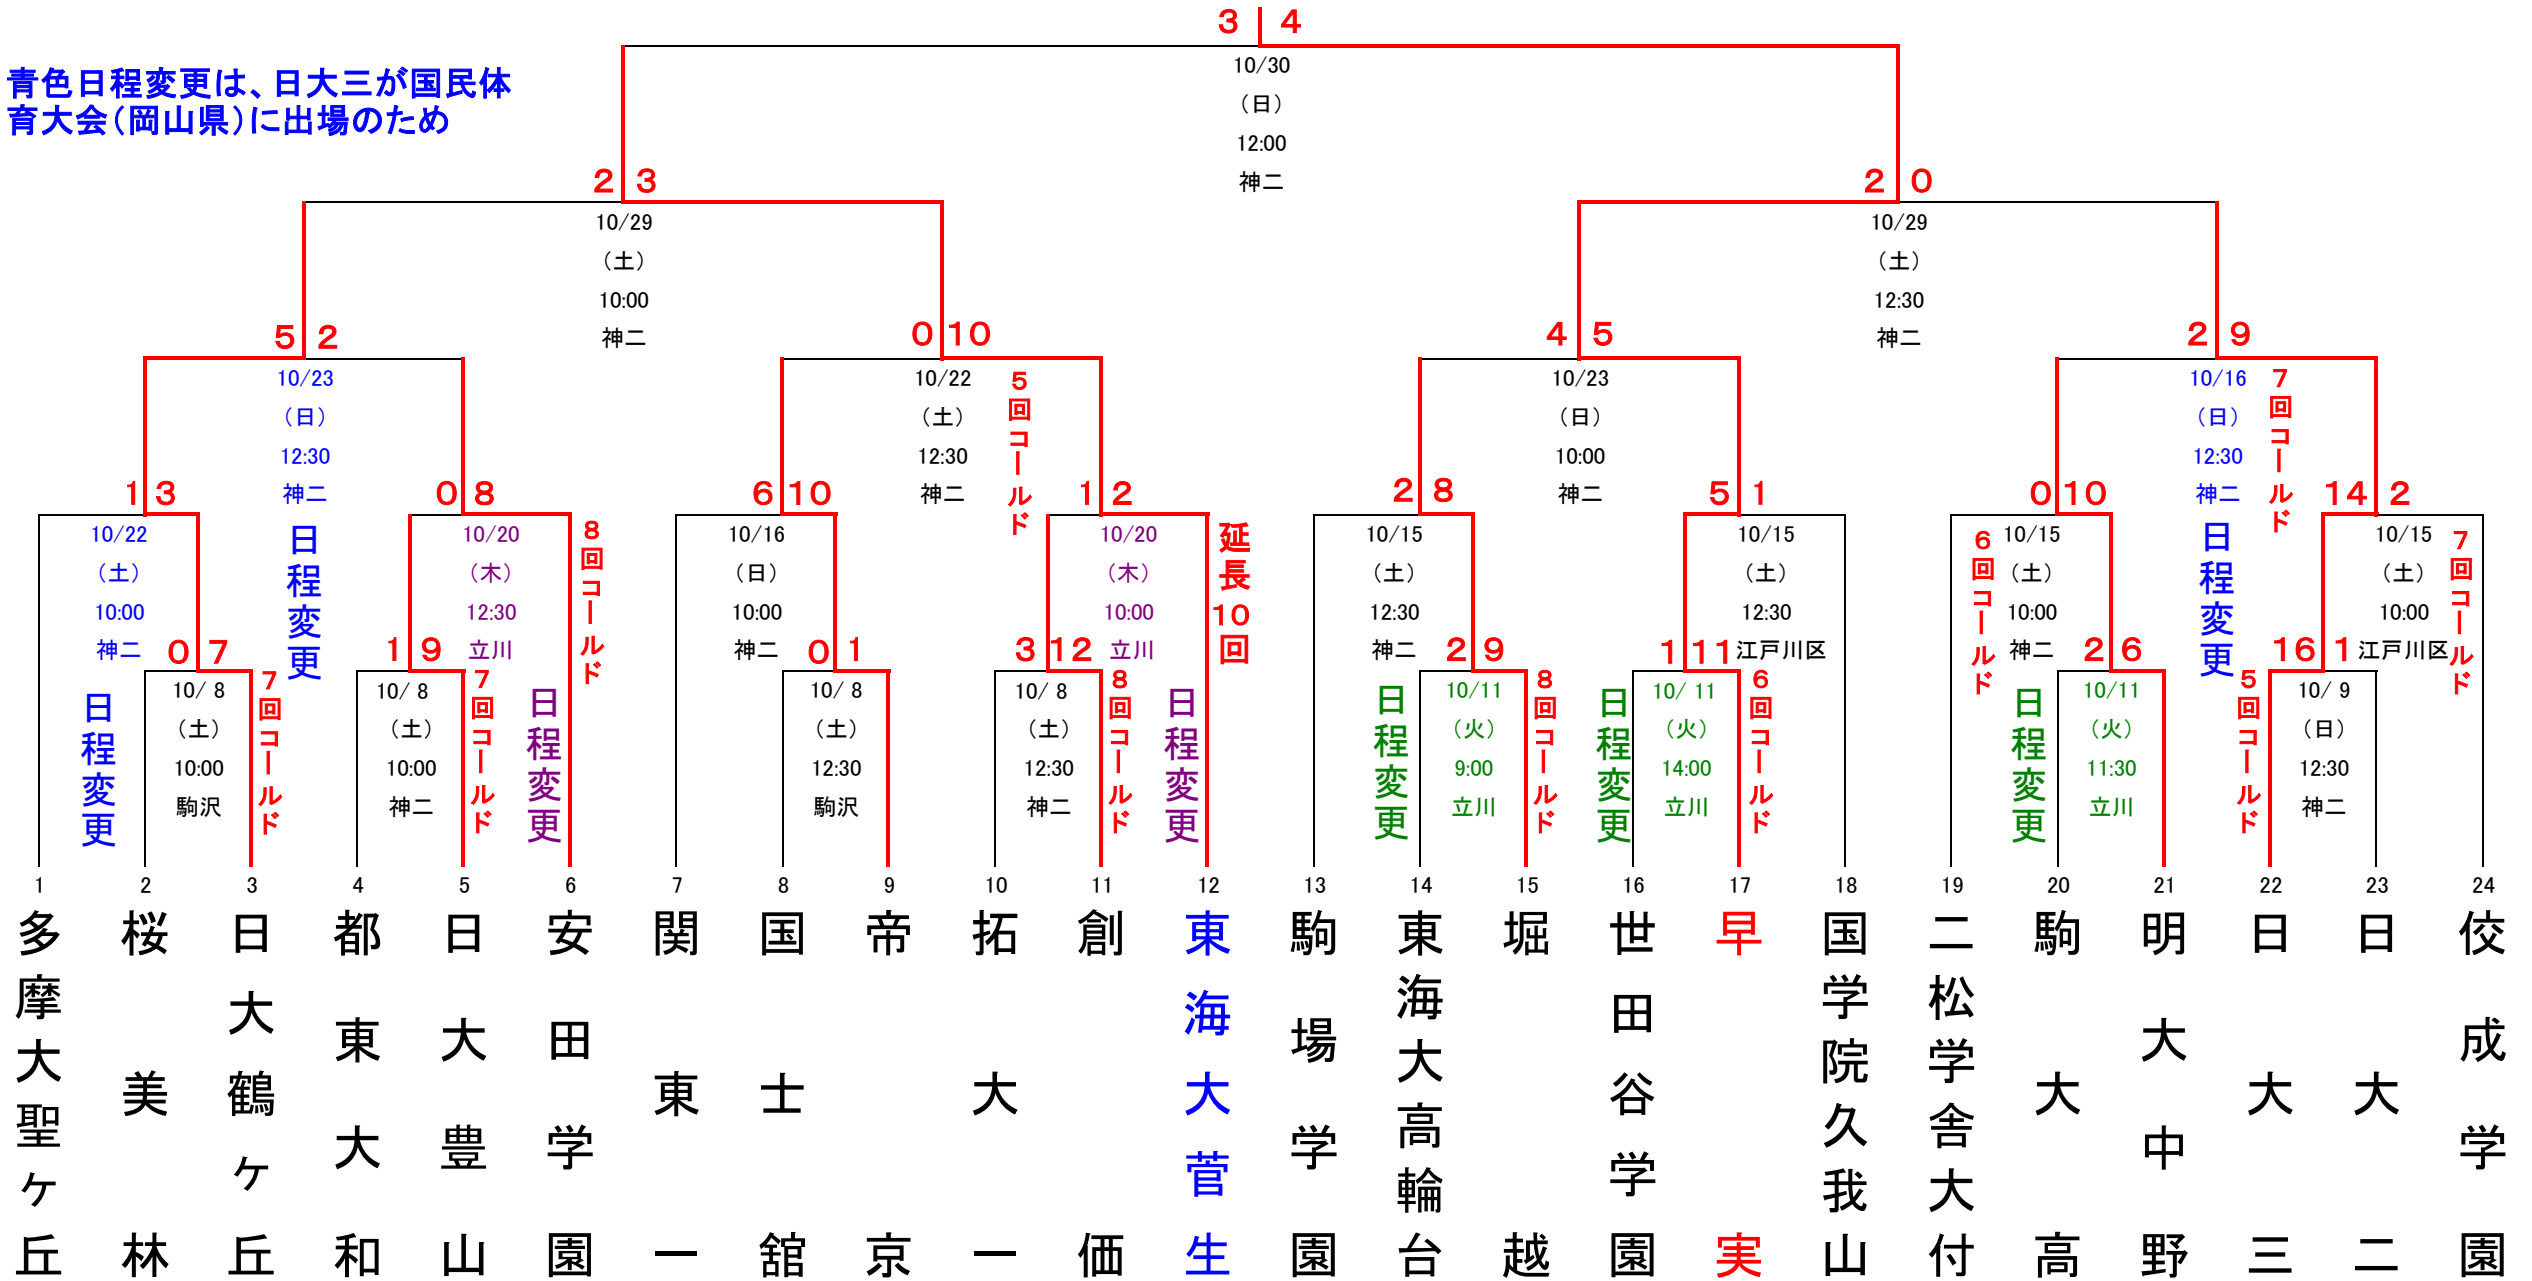 3 4
10/30
(日)
12:00
神二
青色日程変更は、日大三が国民体
育大会(岡山県)に出場のため
2 3
10/29
(土)
10:00
神二
2 0
10/29
(土)
12:30
神二
5 2
10/23
(日)
12:30
神二
日程変更
0 10
10/22
(土)
12:30
神二
5回コールド
4 5
10/23
(日)
10:00
神二
2 9
10/16
(日)
12:30
神二
7回コールド
日程変更
1 3
10/22
(土)
10:00
神二
日程変更
0 8
10/20
(木)
12:30
立川
8回コールド
日程変更
6 10
10/16
(日)
10:00
神二
1 2
10/20
(木)
10:00
立川
延長10回
日程変更
2 8
10/15
(土)
12:30
神二
5 1
10/15
(土)
12:30
江戸川区
0 10
10/15
(土)
10:00
神二
6回コールド
14 2
10/15
(土)
10:00
江戸川区
7回コールド
0 7
10/ 8
(土)
10:00
駒沢
7回コールド
1 9
10/ 8
(土)
10:00
神二
7回コールド
0 1
10/ 8
(土)
12:30
駒沢
3 12
10/ 8
(土)
12:30
神二
8回コールド
2 9
10/11
(火)
9:00
立川
8回コールド
日程変更
1 11
10/ 11
(火)
14:00
立川
6回コールド
日程変更
2 6
10/11
(火)
11:30
立川
日程変更
16 1
10/ 9
(日)
12:30
神二
5回コールド
1 2 3 4 5 6 7 8 9 10 11 12 13 14 15 16 17 18 19 20 21 22 23 24
多摩大聖ヶ丘
桜美林
日大鶴ヶ丘
都東大和
日大豊山
安田学園
関東一
国士舘
帝京
拓大一
創価
東海大菅生
駒場学園
東海大高輪台
堀越
世田谷学園
早実
国学院久我山
二松学舎大付
駒大高
明大中野
日大三
日大二
佼成学園